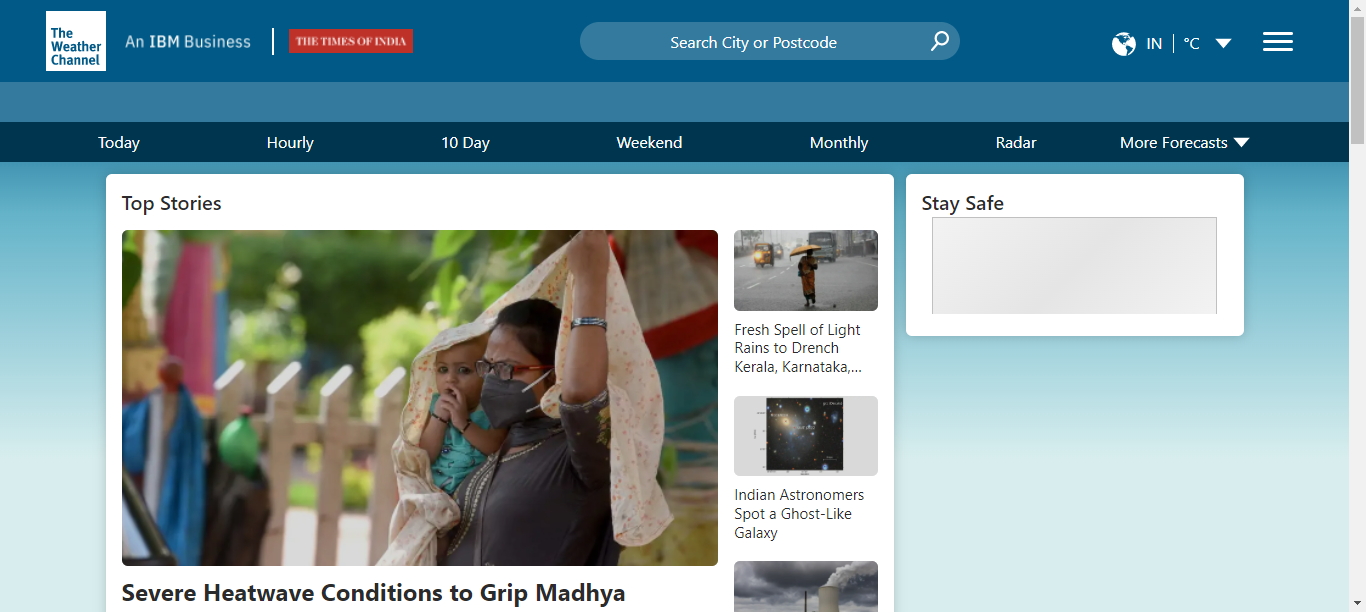 The
Weather
Channel
An IBM Business
THE TIMES OF INDIA
Search City or Postcode
IN
°C
Today
Hourly
10 Day
Weekend
Monthly
Radar
More Forecasts
Top Stories
Severe Heatwave Conditions to Grip Madhya
Fresh Spell of Light
Rains to Drench
Kerala, Karnataka,...
Indian Astronomers
Spot a Ghost-Like
Galaxy
Stay Safe